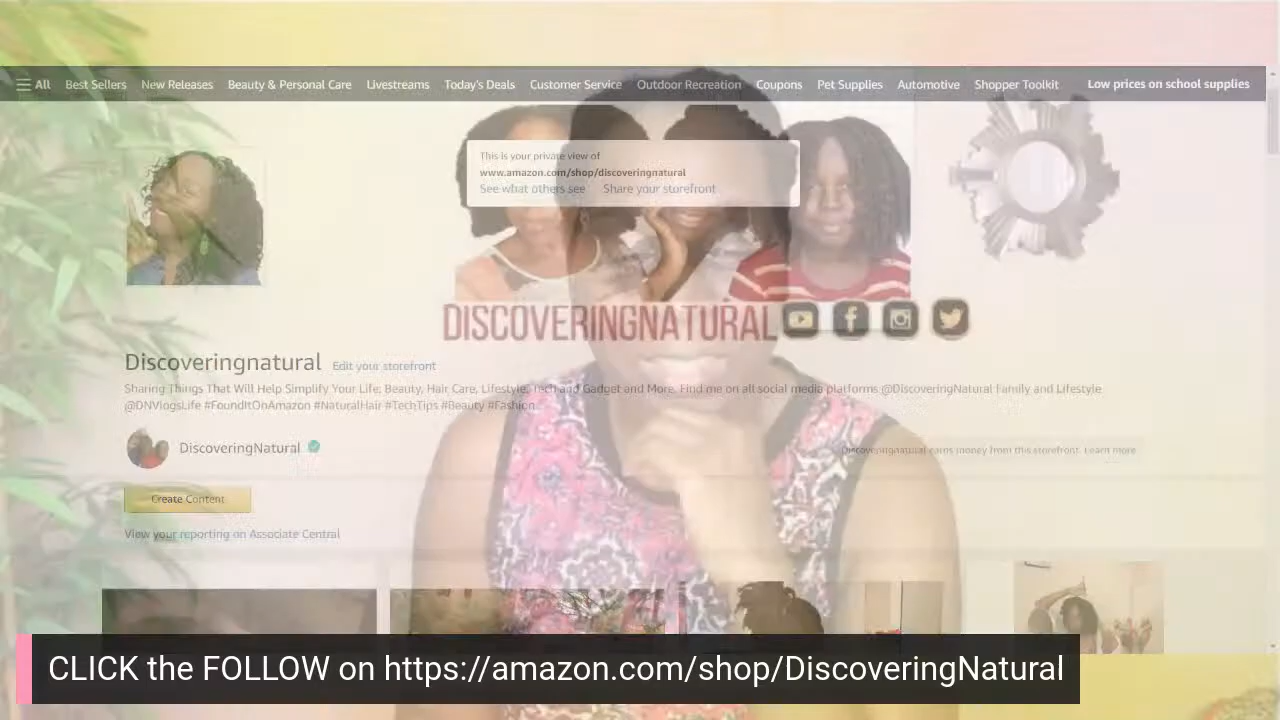 All Best Sellers New Releases Beauty & Personal Care Livestreams Today's Deals Customer Service Outdoor Recreation Coupons Pet Supplies Automotive Shopper Toolkit Low prices on school supplies
This is your private view of
www.amazon.com/shop/discoveringnatural
See what others see Share your storefront
DISCOVERINGNATURAL
Discoveringnatural Edit your storefront
Sharing Things That Will Help Simplify Your Life; Beauty, Hair Care, Lifestyle, Tech and Gadget and More. Find me on all social media platforms @DiscoveringNatural Family and Lifestyle
@DNVlogsLife #FoundItOnAmazon #NaturalHair #TechTips #Beauty #Fashion
DiscoveringNatural
Discoveringnatural earns money from this storefront. Learn more
Create Content
View your reporting on Associate Central
CLICK the FOLLOW on https://amazon.com/shop/DiscoveringNatural